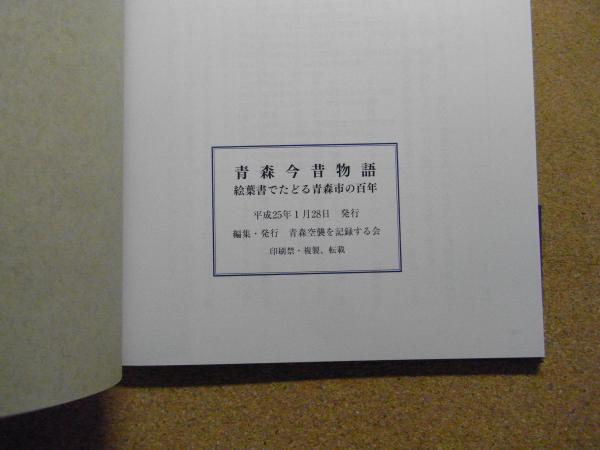 青森今昔物語
絵葉書でたどる青森市の百年
平成25年1月28日　発行
編集・発行　青森空襲を記録する会
印刷禁・複製、転載